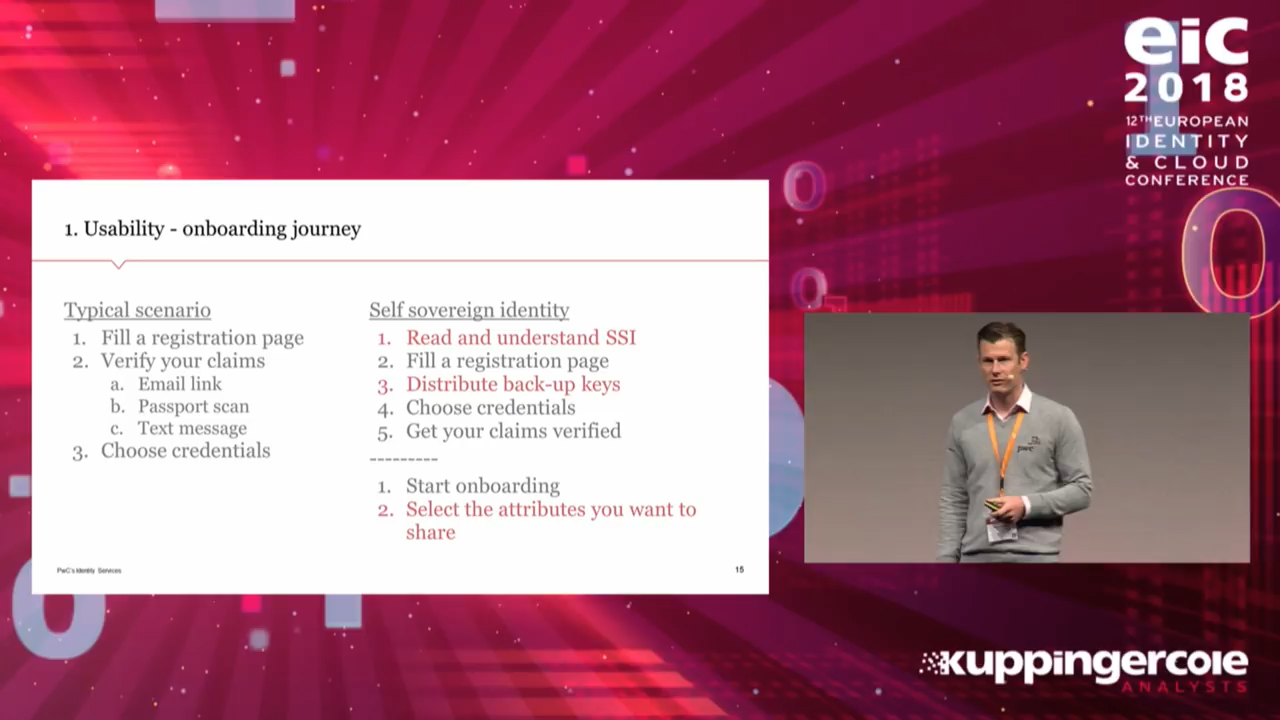 eic
2018
12TH EUROPEAN
IDENTITY
& CLOUD
CONFERENCE
1. Usability - onboarding journey
Typical scenario
1. Fill a registration page
2. Verify your claims
a. Email link
b. Passport scan
c. Text message
3. Choose credentials
Self sovereign identity
1. Read and understand SSI
2. Fill a registration page
3. Distribute back-up keys
4. Choose credentials
5. Get your claims verified
---------
1. Start onboarding
2. Select the attributes you want to
share
PwC's Identity Services
15
pwc
kuppingercole
ANALYSTS